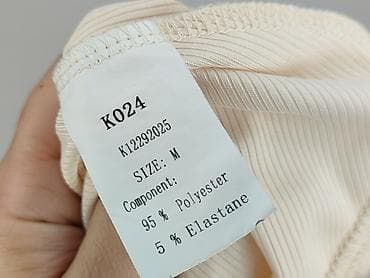 K024
K12292025
SIZE: M
Component:
95 % Polyester
5 % Elastane